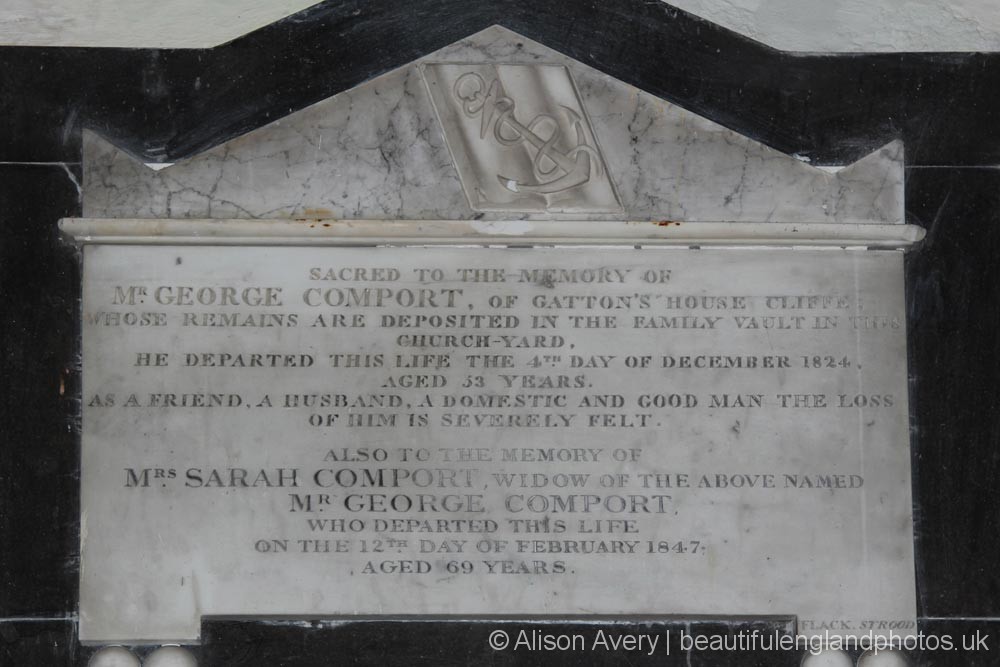 SACRED TO THE MEMORY OF
MR. GEORGE COMPORT, OF GATTON'S HOUSE CLIFFE;
WHOSE REMAINS ARE DEPOSITED IN THE FAMILY VAULT IN THIS
CHURCH-YARD,
HE DEPARTED THIS LIFE THE 4TH DAY OF DECEMBER 1824,
AGED 53 YEARS.
AS A FRIEND, A HUSBAND, A DOMESTIC AND GOOD MAN THE LOSS
OF HIM IS SEVERELY FELT.
ALSO TO THE MEMORY OF
MRS SARAH COMPORT, WIDOW OF THE ABOVE NAMED
MR GEORGE COMPORT,
WHO DEPARTED THIS LIFE
ON THE 12TH DAY OF FEBRUARY 1847,
AGED 69 YEARS.
FLACK. STROOD
© Alison Avery | beautifulenglandphotos.uk